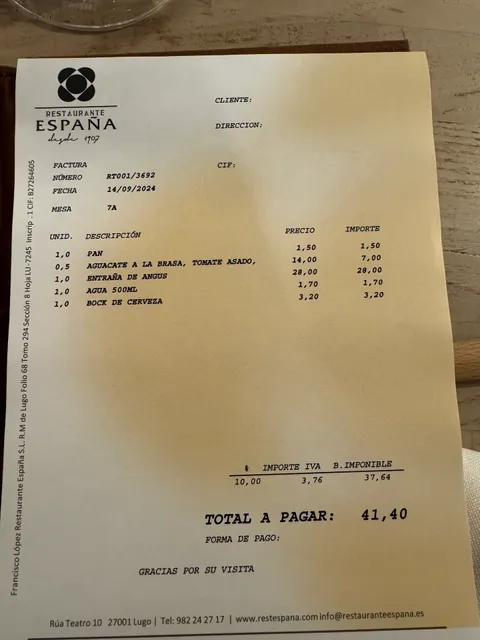 RESTAURANTE
ESPAÑA
desde 1907
CLIENTE:
DIRECCION:
FACTURA
CIF:
NÚMERO RT001/3692
FECHA 14/09/2024
MESA 7A
UNID. DESCRIPCIÓN PRECIO IMPORTE
1,0 PAN 1,50 1,50
0,5 AGUACATE A LA BRASA, TOMATE ASADO, 14,00 7,00
1,0 ENTRAÑA DE ANGUS 28,00 28,00
1,0 AGUA 500ML 1,70 1,70
1,0 BOCK DE CERVEZA 3,20 3,20
% IMPORTE IVA B.IMPONIBLE
10,00 3,76 37,64
TOTAL A PAGAR: 41,40
FORMA DE PAGO:
GRACIAS POR SU VISITA
Rúa Teatro 10 27001 Lugo | Tel: 982 24 27 17 | www.restespana.com info@restauranteespana.es
Francisco López Restaurante España S.L. R.M de Lugo Folio 68 Tomo 294 Sección 8 Hoja LU-7245 Inscrip . 1 CIF: B27264605